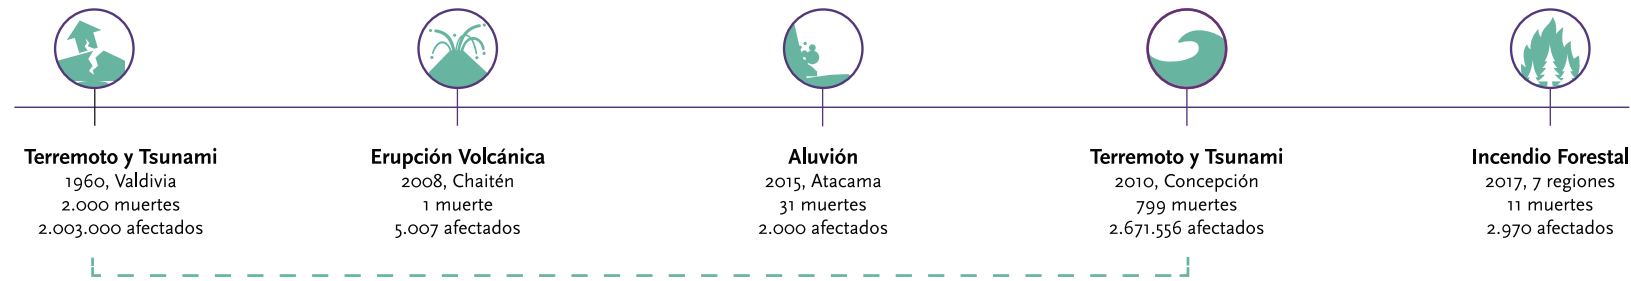 Terremoto y Tsunami
1960, Valdivia
2.000 muertes
2.003.000 afectados
Erupción Volcánica
2008, Chaitén
1 muerte
5.007 afectados
Aluvión
2015, Atacama
31 muertes
2.000 afectados
Terremoto y Tsunami
2010, Concepción
799 muertes
2.671.556 afectados
Incendio Forestal
2017, 7 regiones
11 muertes
2.970 afectados